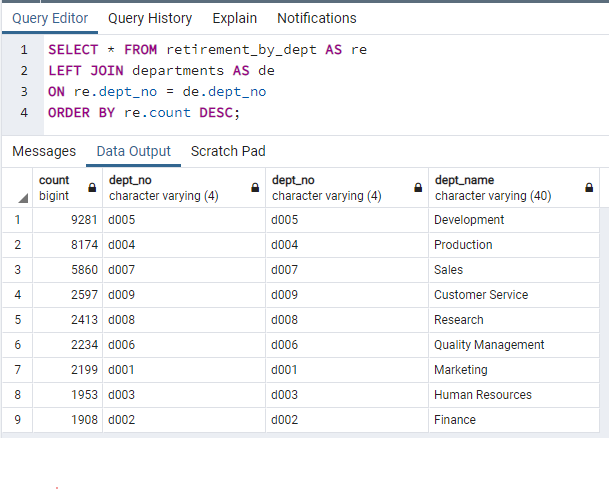 Query Editor Query History Explain Notifications
1 SELECT * FROM retirement_by_dept AS re
2 LEFT JOIN departments AS de
3 ON re.dept_no = de.dept_no
4 ORDER BY re.count DESC;
Messages Data Output Scratch Pad
count dept_no dept_no dept_name
bigint character varying (4) character varying (4) character varying (40)
1 9281 d005 d005 Development
2 8174 d004 d004 Production
3 5860 d007 d007 Sales
4 2597 d009 d009 Customer Service
5 2413 d008 d008 Research
6 2234 d006 d006 Quality Management
7 2199 d001 d001 Marketing
8 1953 d003 d003 Human Resources
9 1908 d002 d002 Finance